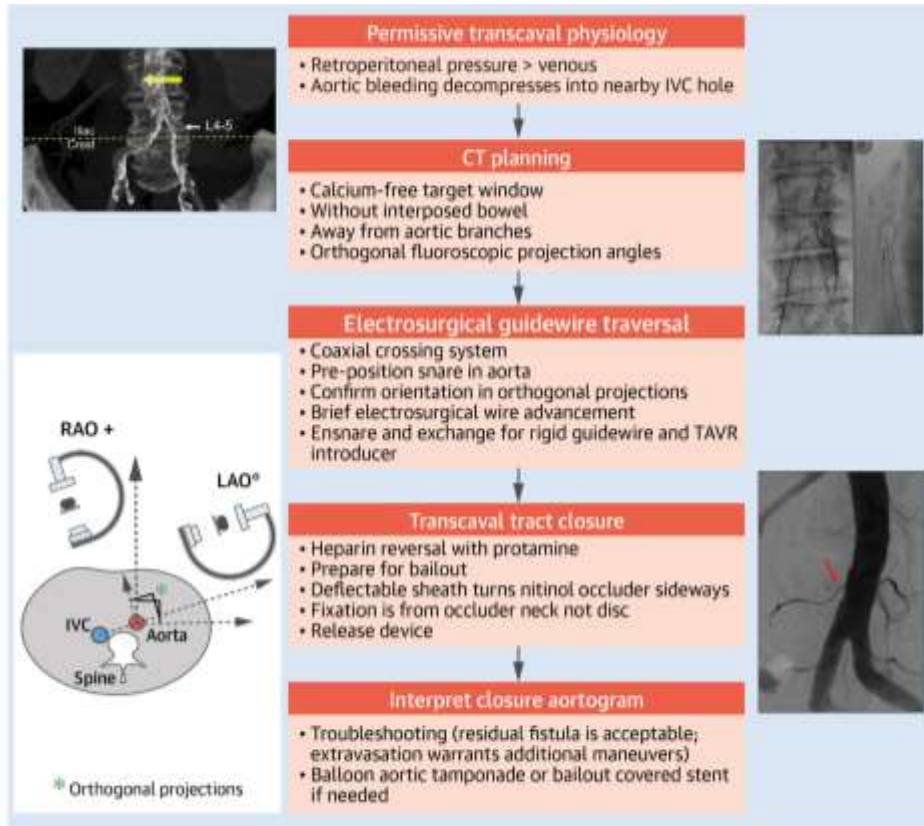 Permissive transcaval physiology
• Retroperitoneal pressure > venous
• Aortic bleeding decompresses into nearby IVC hole
Iliac
Crest
L4-5
CT planning
• Calcium-free target window
• Without interposed bowel
• Away from aortic branches
• Orthogonal fluoroscopic projection angles
Electrosurgical guidewire traversal
• Coaxial crossing system
• Pre-position snare in aorta
• Confirm orientation in orthogonal projections
• Brief electrosurgical wire advancement
• Ensnare and exchange for rigid guidewire and TAVR
introducer
RAO +
LAO°
*
IVC
Aorta
Spine
* Orthogonal projections
Transcaval tract closure
• Heparin reversal with protamine
• Prepare for bailout
• Deflectable sheath turns nitinol occluder sideways
• Fixation is from occluder neck not disc
• Release device
Interpret closure aortogram
• Troubleshooting (residual fistula is acceptable;
extravasation warrants additional maneuvers)
• Balloon aortic tamponade or bailout covered stent
if needed